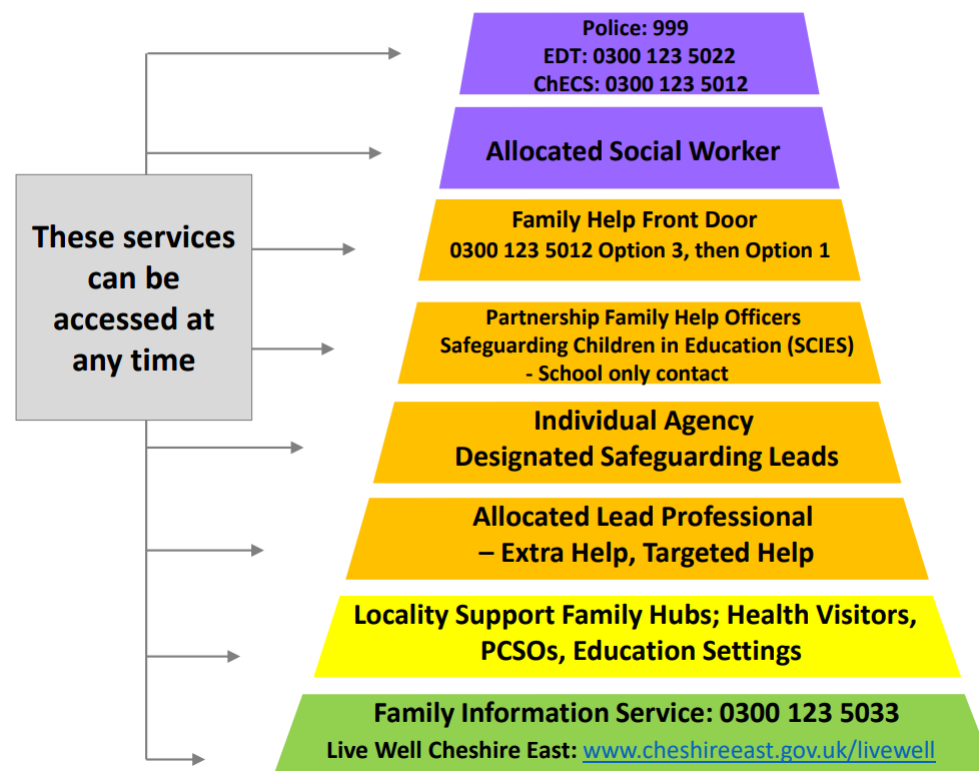 Police: 999
EDT: 0300 123 5022
ChECS: 0300 123 5012
Allocated Social Worker
These services
can be
accessed at
any time
Family Help Front Door
0300 123 5012 Option 3, then Option 1
Partnership Family Help Officers
Safeguarding Children in Education (SCIES)
- School only contact
Individual Agency
Designated Safeguarding Leads
Allocated Lead Professional
– Extra Help, Targeted Help
Locality Support Family Hubs; Health Visitors,
PCSOs, Education Settings
Family Information Service: 0300 123 5033
Live Well Cheshire East: www.cheshireeast.gov.uk/livewell